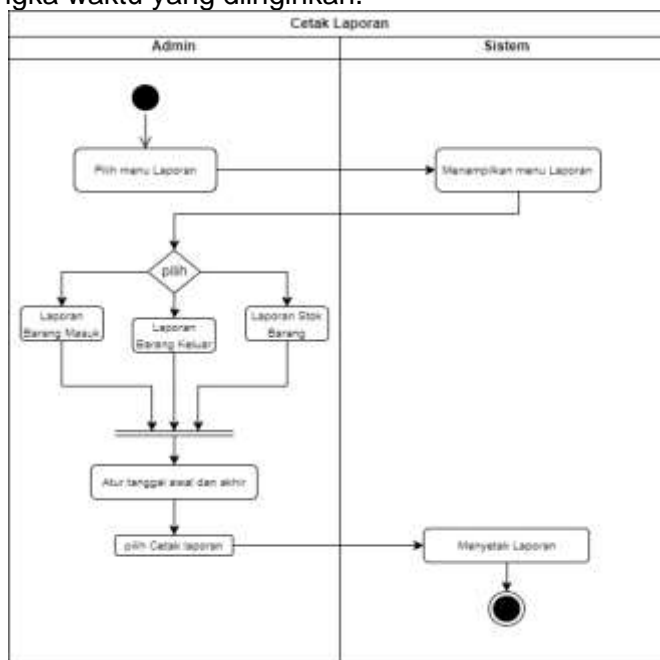 ngka waktu yang diinginkan.
Cetak Laporan
Admin
Sistem
Pilih menu Laporan
Menampilkan menu Laporan
pilih
Laporan
Barang Masuk
Laporan
Barang Keluar
Laporan Stok
Barang
Atur tanggal awal dan akhir
pilih Cetak laporan
Menyetak Laporan